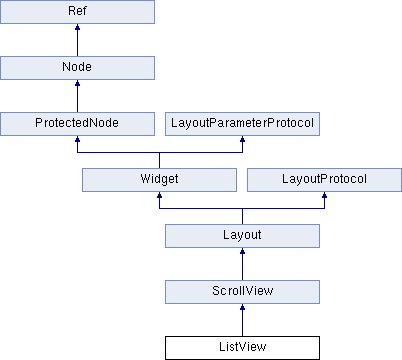 Ref
Node
ProtectedNode
LayoutParameterProtocol
Widget
LayoutProtocol
Layout
ScrollView
ListView